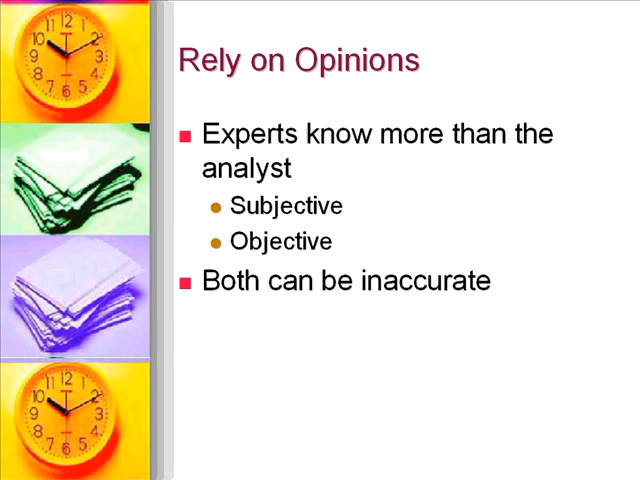 Rely on Opinions
Experts know more than the
analyst
Subjective
Objective
Both can be inaccurate